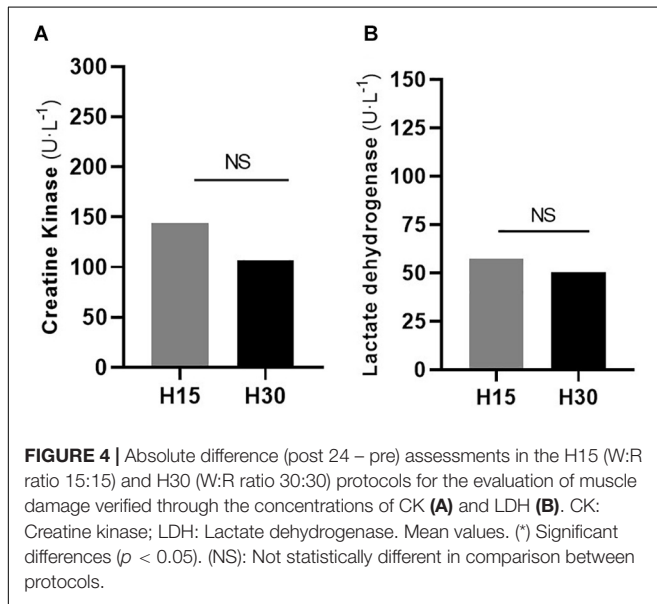 A
Creatine Kinase (U·L⁻¹)
300
250
200
150
100
50
0
NS
H15
H30
B
Lactate dehydrogenase (U·L⁻¹)
150
125
100
75
50
25
0
NS
H15
H30
FIGURE 4 | Absolute difference (post 24 – pre) assessments in the H15 (W:R
ratio 15:15) and H30 (W:R ratio 30:30) protocols for the evaluation of muscle
damage verified through the concentrations of CK (A) and LDH (B). CK:
Creatine kinase; LDH: Lactate dehydrogenase. Mean values. (*) Significant
differences (p < 0.05). (NS): Not statistically different in comparison between
protocols.